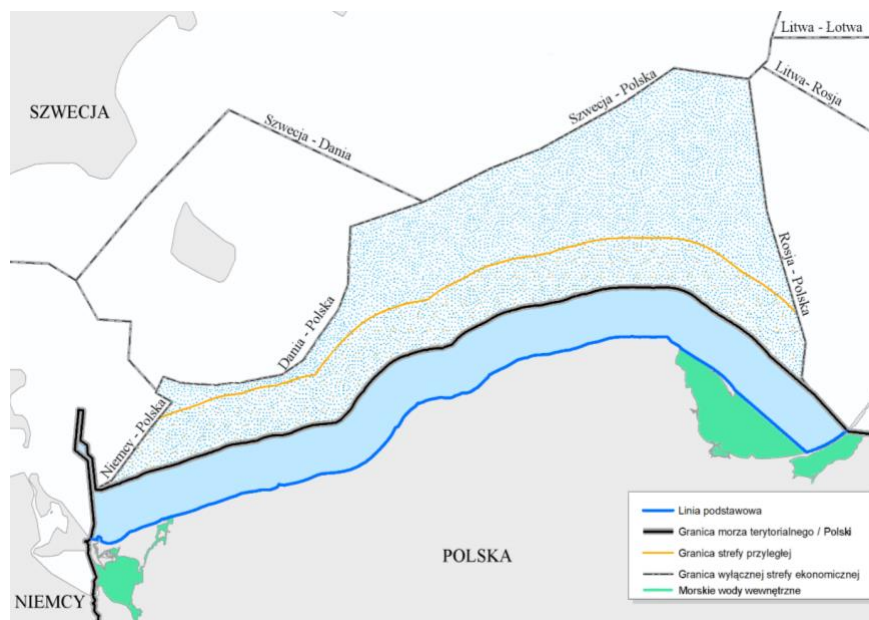 Litwa - Lotwa
Litwa- Rosja
Szwecja - Polska
SZWECJA
Szwecja - Dania
Rosja - Polska
Dania - Polska
Niemcy - Polska
Linia podstawowa
Granica morza terytorialnego / Polski
Granica strefy przyległej
Granica wyłącznej strefy ekonomicznej
Morskie wody wewnętrzne
POLSKA
NIEMCY